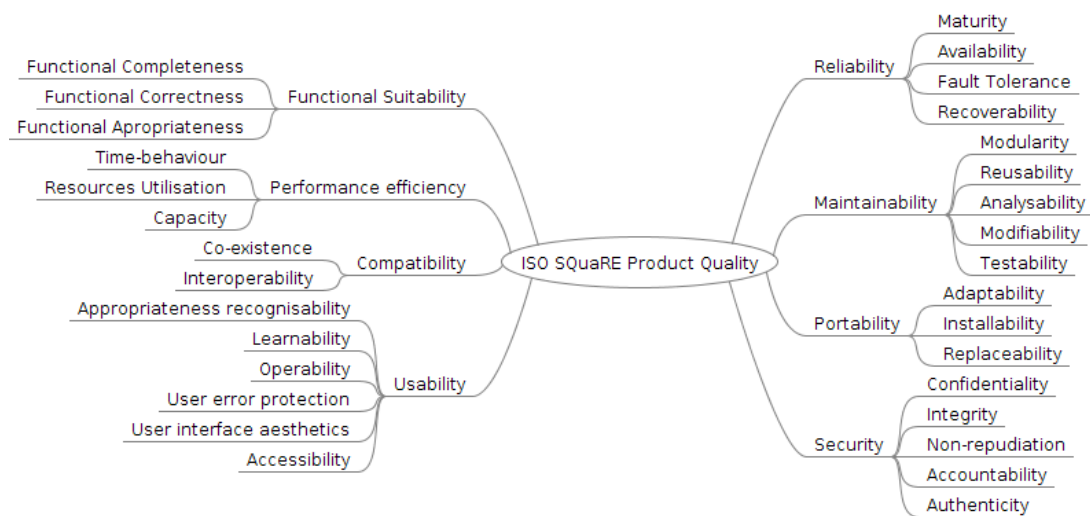 Functional Completeness
Functional Correctness
Functional Apropriateness
Functional Suitability
Time-behaviour
Resources Utilisation
Capacity
Performance efficiency
Co-existence
Interoperability
Compatibility
Appropriateness recognisability
Learnability
Operability
User error protection
User interface aesthetics
Accessibility
Usability
ISO SQuaRE Product Quality
Reliability
Maturity
Availability
Fault Tolerance
Recoverability
Maintainability
Modularity
Reusability
Analysability
Modifiability
Testability
Portability
Adaptability
Installability
Replaceability
Security
Confidentiality
Integrity
Non-repudiation
Accountability
Authenticity